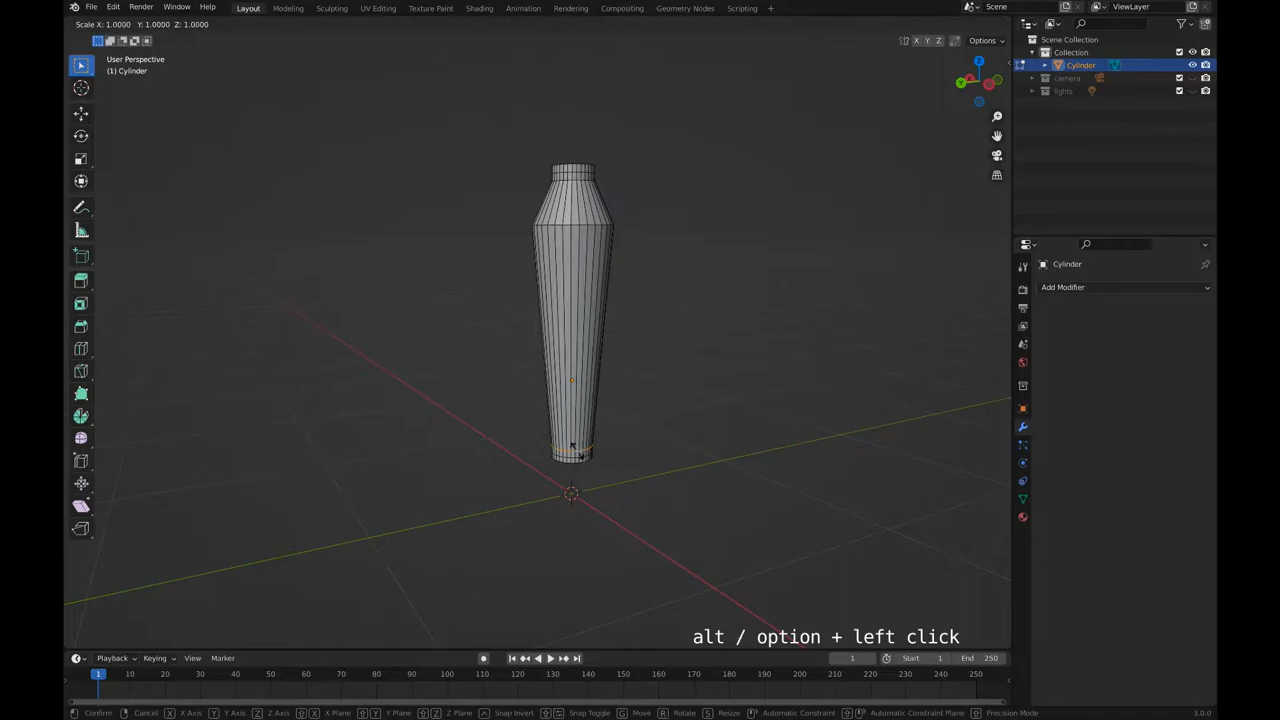 File Edit Render Window Help Layout Modeling Sculpting UV Editing Texture Paint Shading Animation Rendering Compositing Geometry Nodes Scripting Scene ViewLayer
Scale X: 1.0000 Y: 1.0000 Z: 1.0000
X Y Z Options
Scene Collection
Collection
Cylinder
camera
lights
User Perspective
(1) Cylinder
Z
Y
X
Cylinder
Add Modifier
alt / option + left click
Playback Keying View Marker 1 Start 1 End 250
1 10 20 30 40 50 60 70 80 90 100 110 120 130 140 150 160 170 180 190 200 210 220 230 240 250
Confirm Cancel X X Axis Y Y Axis Z Z Axis X X Plane Y Y Plane Z Z Plane Snap Invert Snap Toggle G Move R Rotate S Resize Automatic Constraint Automatic Constraint Plane Precision Mode 3.0.0